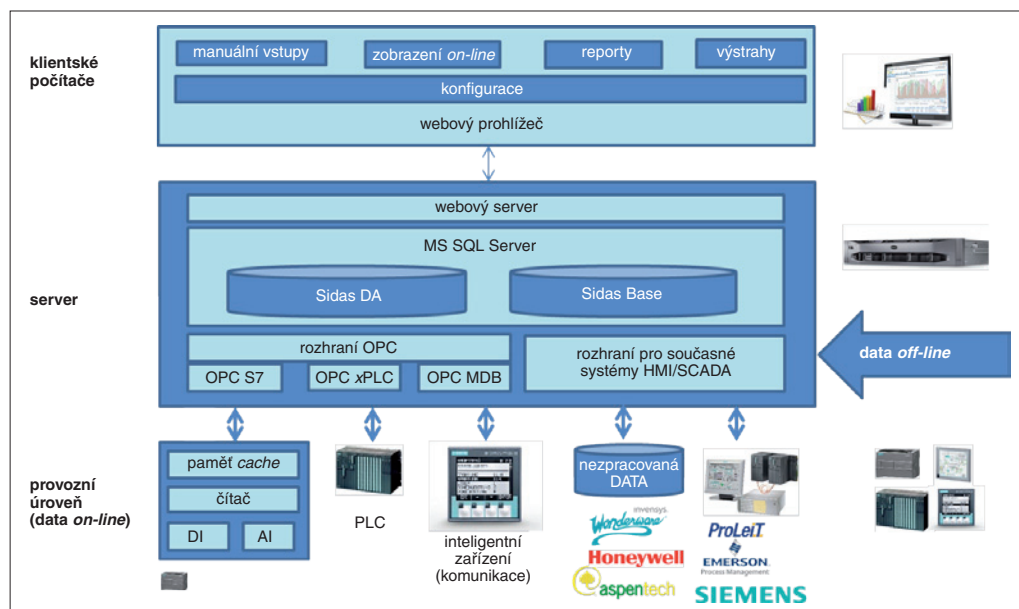 klientské
počítače
manuální vstupy
zobrazení on-line
reporty
výstrahy
konfigurace
webový prohlížeč
server
webový server
MS SQL Server
Sidas DA
Sidas Base
rozhraní OPC
OPC S7
OPC xPLC
OPC MDB
rozhraní pro současné
systémy HMI/SCADA
data off-line
provozní
úroveň
(data on-line)
paměť cache
čítač
DI
AI
PLC
inteligentní
zařízení
(komunikace)
nezpracovaná
DATA
invensys.
Wonderware
Honeywell
aspentech
ProLeiT
EMERSON
Process Management
SIEMENS